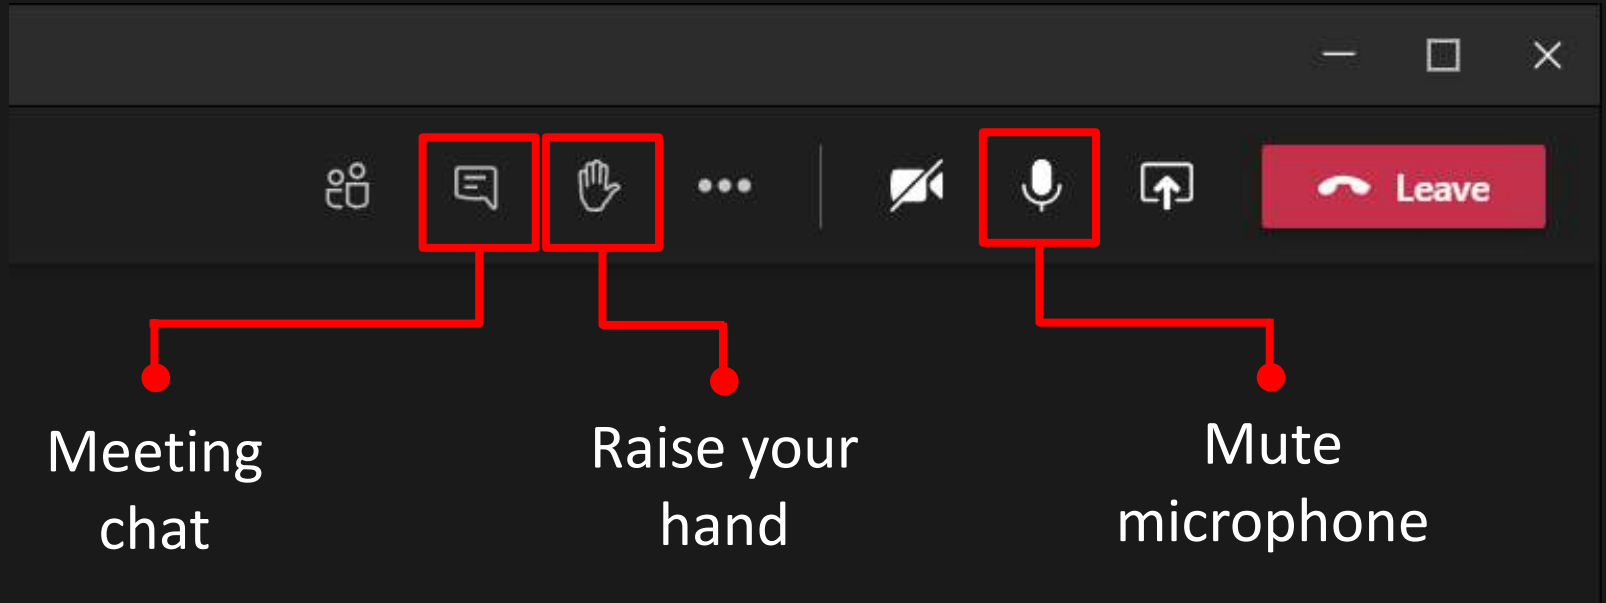 Leave
Meeting
chat
Raise your
hand
Mute
microphone